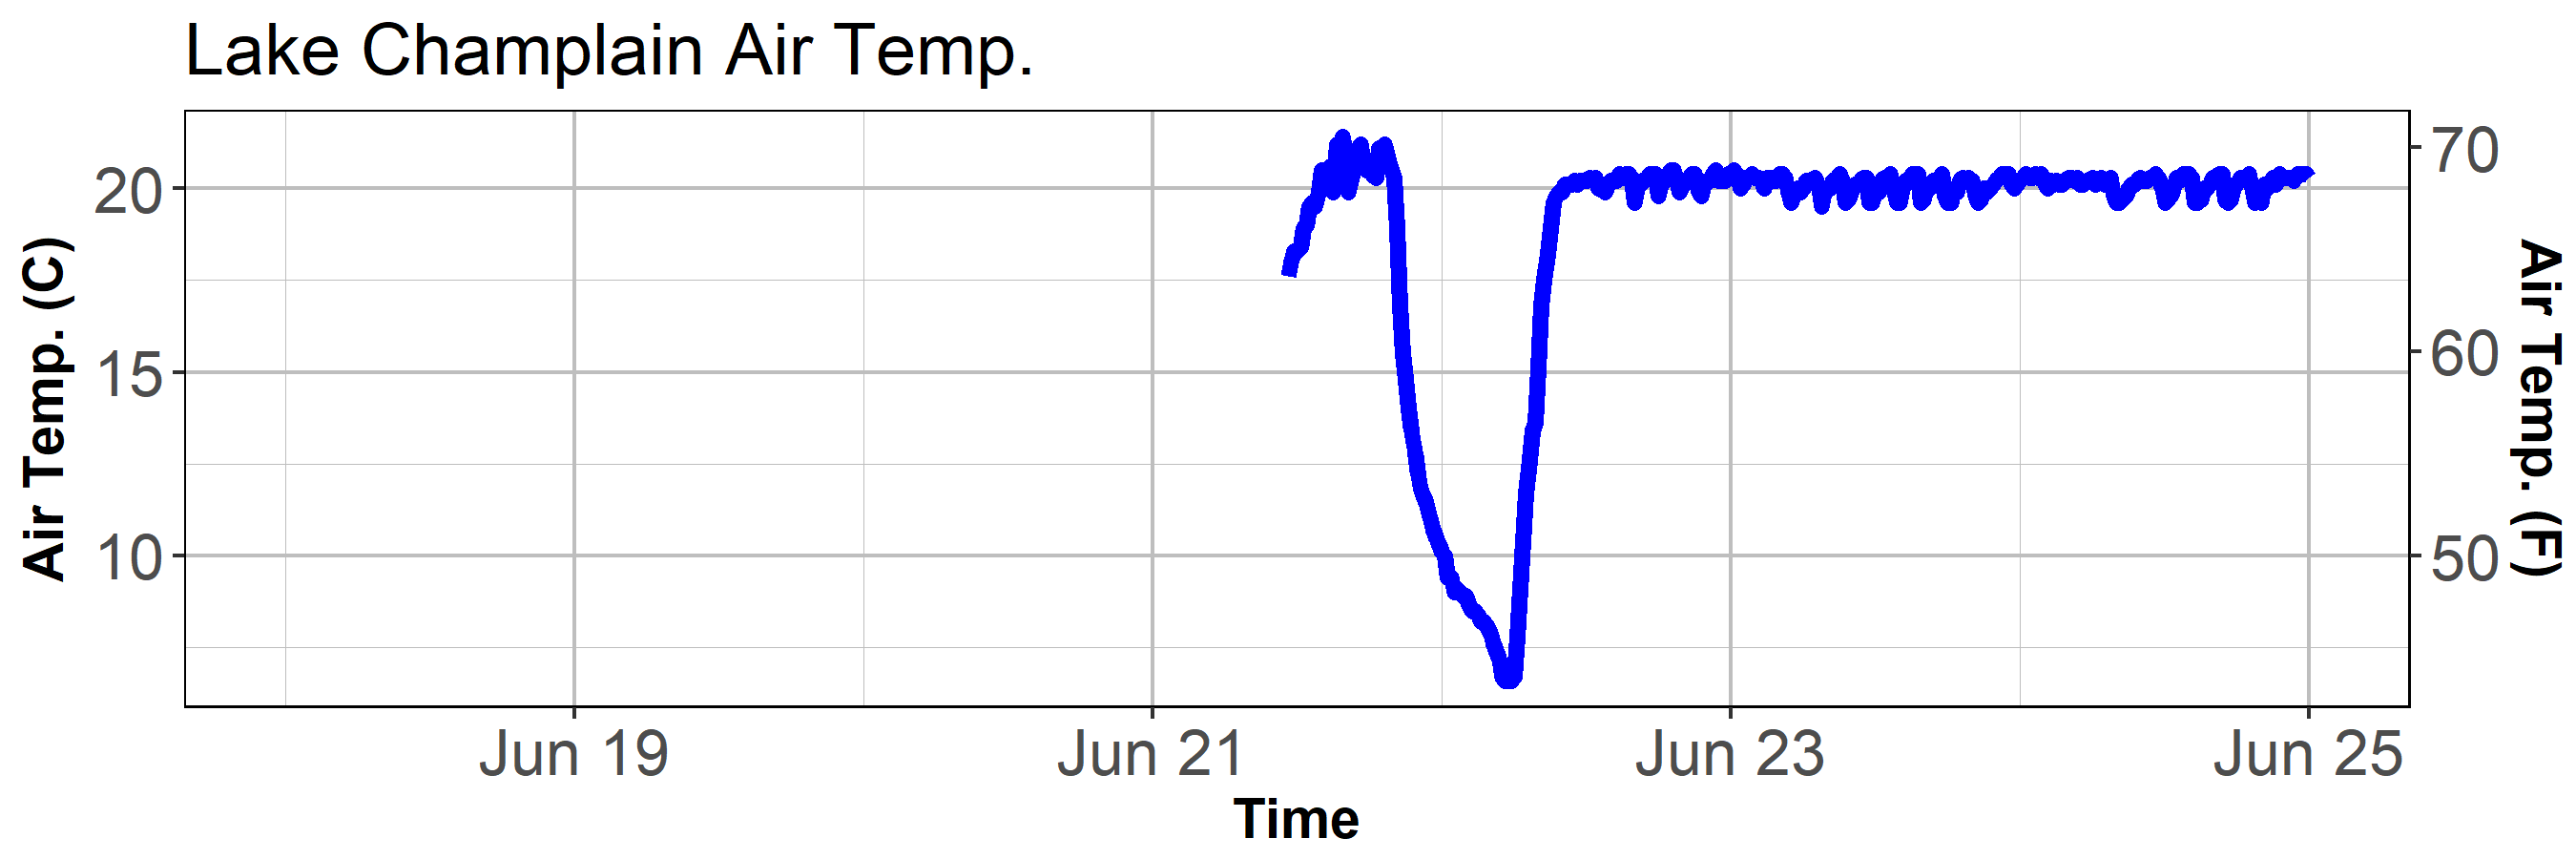 Lake Champlain Air Temp.
Air Temp. (C)
20
15
10
70
60
50
Air Temp. (F)
Jun 19 Jun 21 Jun 23 Jun 25
Time